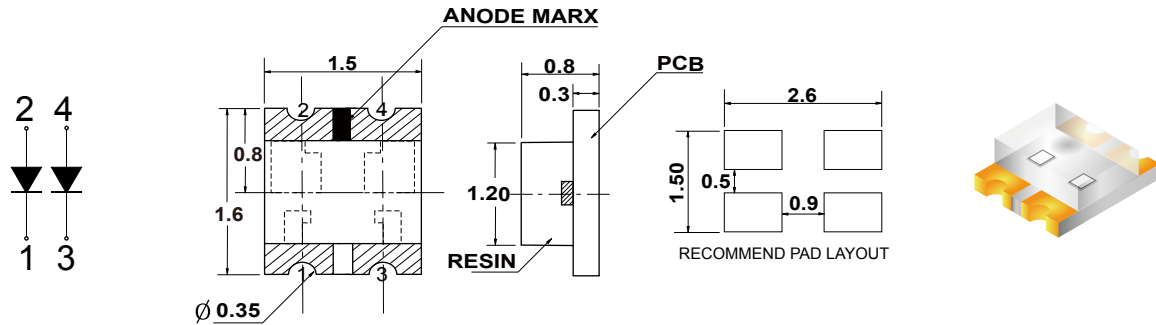 ANODE MARX
1.5
0.8
PCB
0.3
2.6
2 4
2 4
0.8
1.6
1.20
1.50
0.5
0.9
1 3
1 3
RESIN
RECOMMEND PAD LAYOUT
Ø 0.35